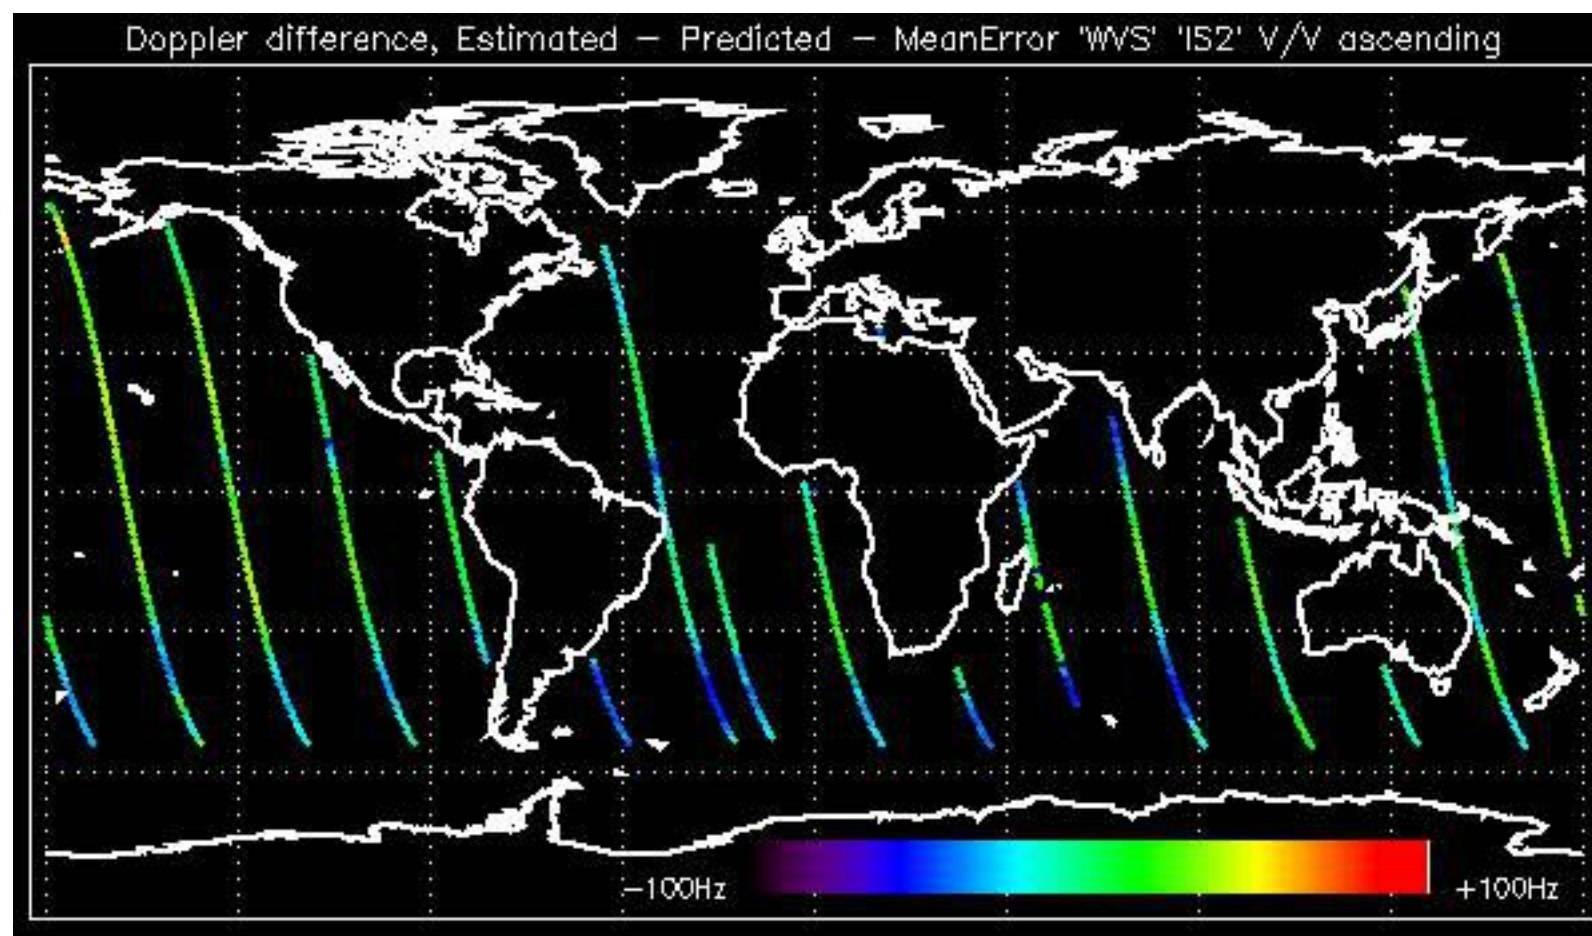 Doppler difference, Estimated − Predicted − MeanError 'WVS' 'IS2' V/V ascending
−100Hz +100Hz